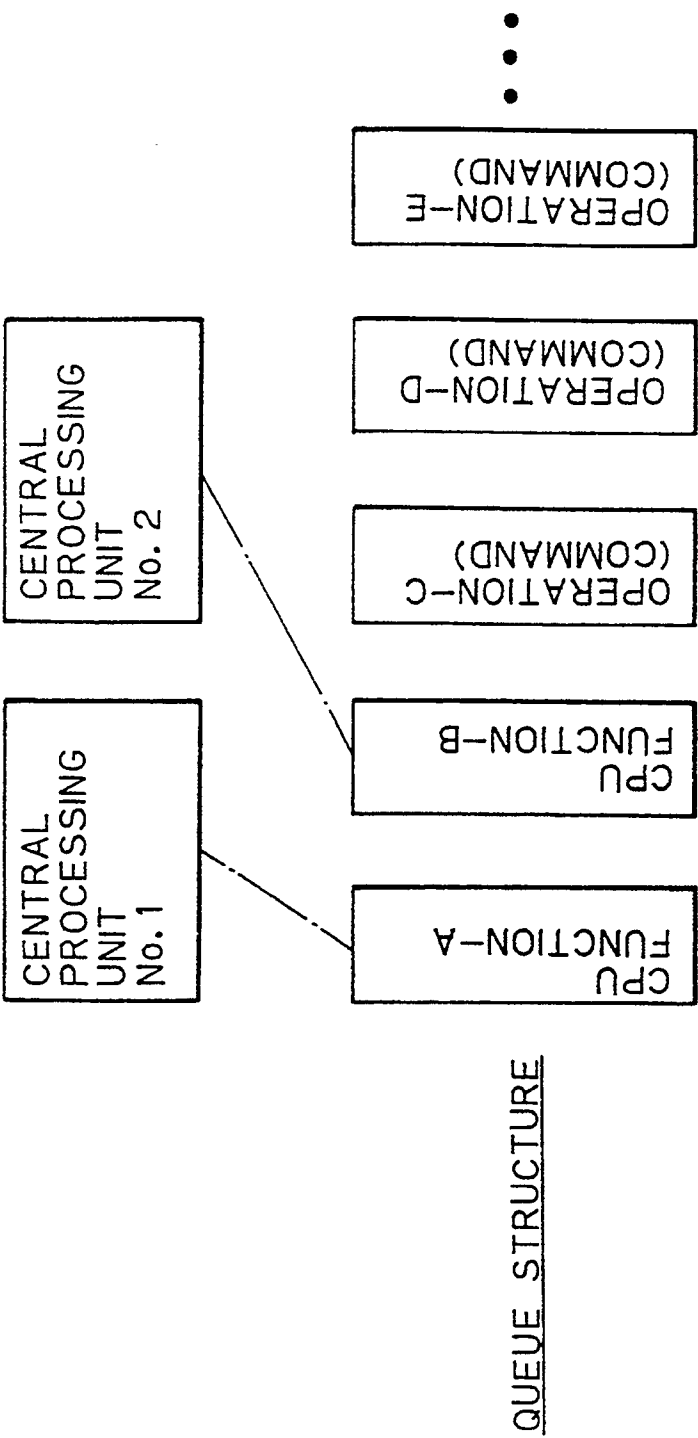 CENTRAL
PROCESSING
UNIT
No. 1
CENTRAL
PROCESSING
UNIT
No. 2
QUEUE STRUCTURE
CPU
FUNCTION-A
CPU
FUNCTION-B
OPERATION-C
(COMMAND)
OPERATION-D
(COMMAND)
OPERATION-E
(COMMAND)